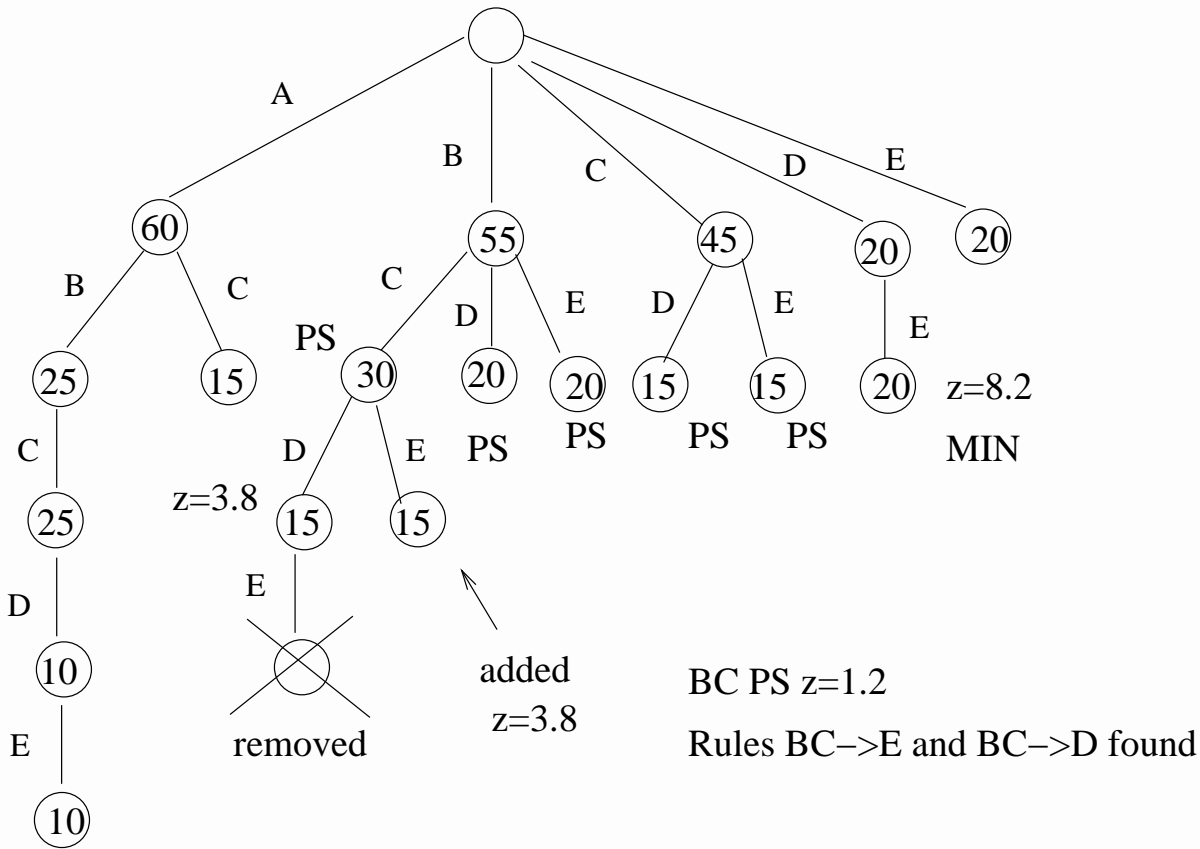 A
B
C
D
E
60
55
45
20
20
B
C
C
D
E
D
E
E
PS
25
15
30
20
20
15
15
20
z=8.2
PS
PS
PS
PS
MIN
C
D
E
z=3.8
25
15
15
D
E
10
removed
added
z=3.8
BC PS z=1.2
Rules BC−>E and BC−>D found
E
10